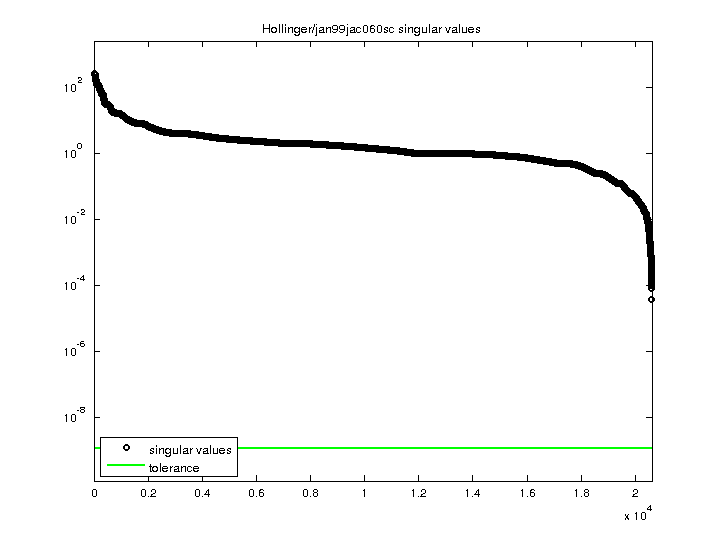 Hollinger/jan99jac060sc singular values
10^2
10^0
10^-2
10^-4
10^-6
10^-8
singular values
tolerance
0 0.2 0.4 0.6 0.8 1 1.2 1.4 1.6 1.8 2
x 10^4